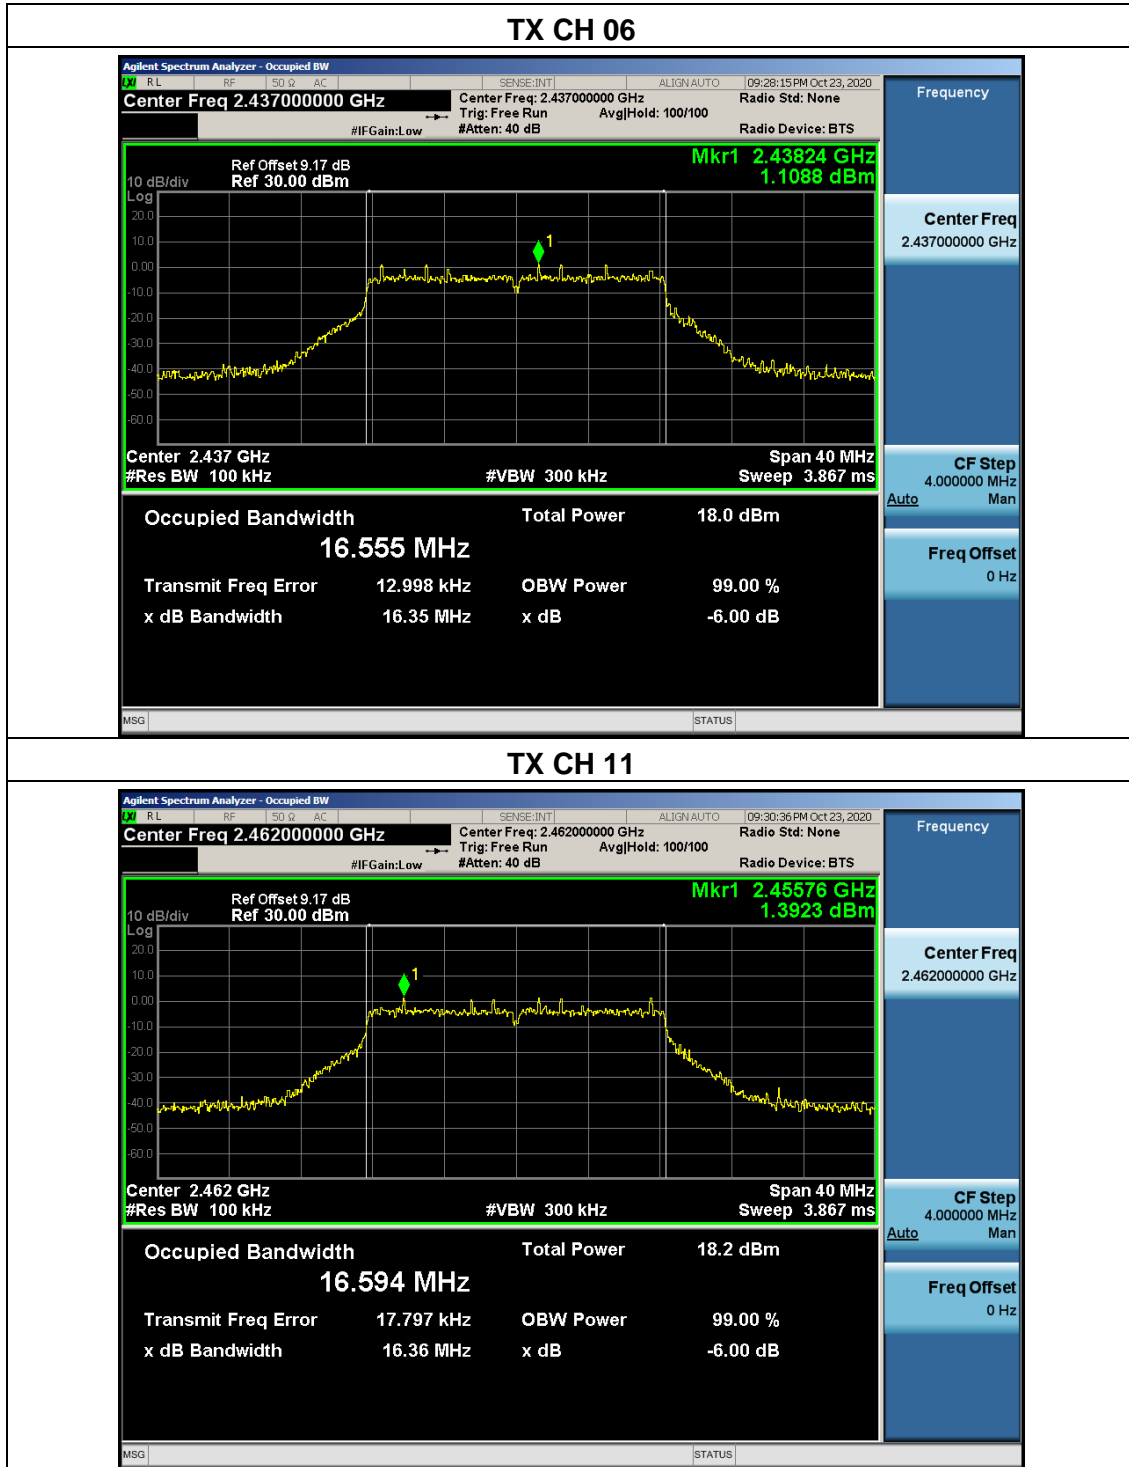 TX CH 06
Agilent Spectrum Analyzer - Occupied BW
LXI RL RF 50 Ω AC SENSE:INT ALIGN AUTO 09:28:15 PM Oct 23, 2020
Center Freq 2.437000000 GHz Center Freq: 2.437000000 GHz Radio Std: None
Trig: Free Run Avg|Hold: 100/100
#IFGain:Low #Atten: 40 dB Radio Device: BTS
Frequency
Mkr1 2.43824 GHz
1.1088 dBm
Ref Offset 9.17 dB
10 dB/div Ref 30.00 dBm
Log
20.0
10.0
0.00
-10.0
-20.0
-30.0
-40.0
-50.0
-60.0
1
Center 2.437 GHz Span 40 MHz
#Res BW 100 kHz #VBW 300 kHz Sweep 3.867 ms
Occupied Bandwidth Total Power 18.0 dBm
16.555 MHz
Transmit Freq Error 12.998 kHz OBW Power 99.00 %
x dB Bandwidth 16.35 MHz x dB -6.00 dB
Center Freq
2.437000000 GHz
CF Step
4.000000 MHz
Auto Man
Freq Offset
0 Hz
MSG STATUS
TX CH 11
Agilent Spectrum Analyzer - Occupied BW
LXI RL RF 50 Ω AC SENSE:INT ALIGN AUTO 09:30:36 PM Oct 23, 2020
Center Freq 2.462000000 GHz Center Freq: 2.462000000 GHz Radio Std: None
Trig: Free Run Avg|Hold: 100/100
#IFGain:Low #Atten: 40 dB Radio Device: BTS
Frequency
Mkr1 2.45576 GHz
1.3923 dBm
Ref Offset 9.17 dB
10 dB/div Ref 30.00 dBm
Log
20.0
10.0
0.00
-10.0
-20.0
-30.0
-40.0
-50.0
-60.0
1
Center 2.462 GHz Span 40 MHz
#Res BW 100 kHz #VBW 300 kHz Sweep 3.867 ms
Occupied Bandwidth Total Power 18.2 dBm
16.594 MHz
Transmit Freq Error 17.797 kHz OBW Power 99.00 %
x dB Bandwidth 16.36 MHz x dB -6.00 dB
Center Freq
2.462000000 GHz
CF Step
4.000000 MHz
Auto Man
Freq Offset
0 Hz
MSG STATUS